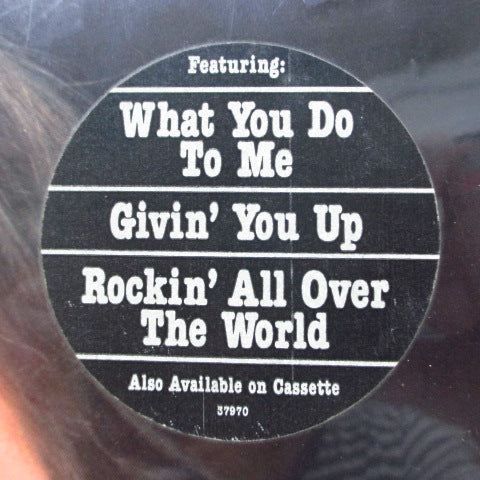 Featuring:
What You Do
To Me
Givin' You Up
Rockin' All Over
The World
Also Available on Cassette
37970